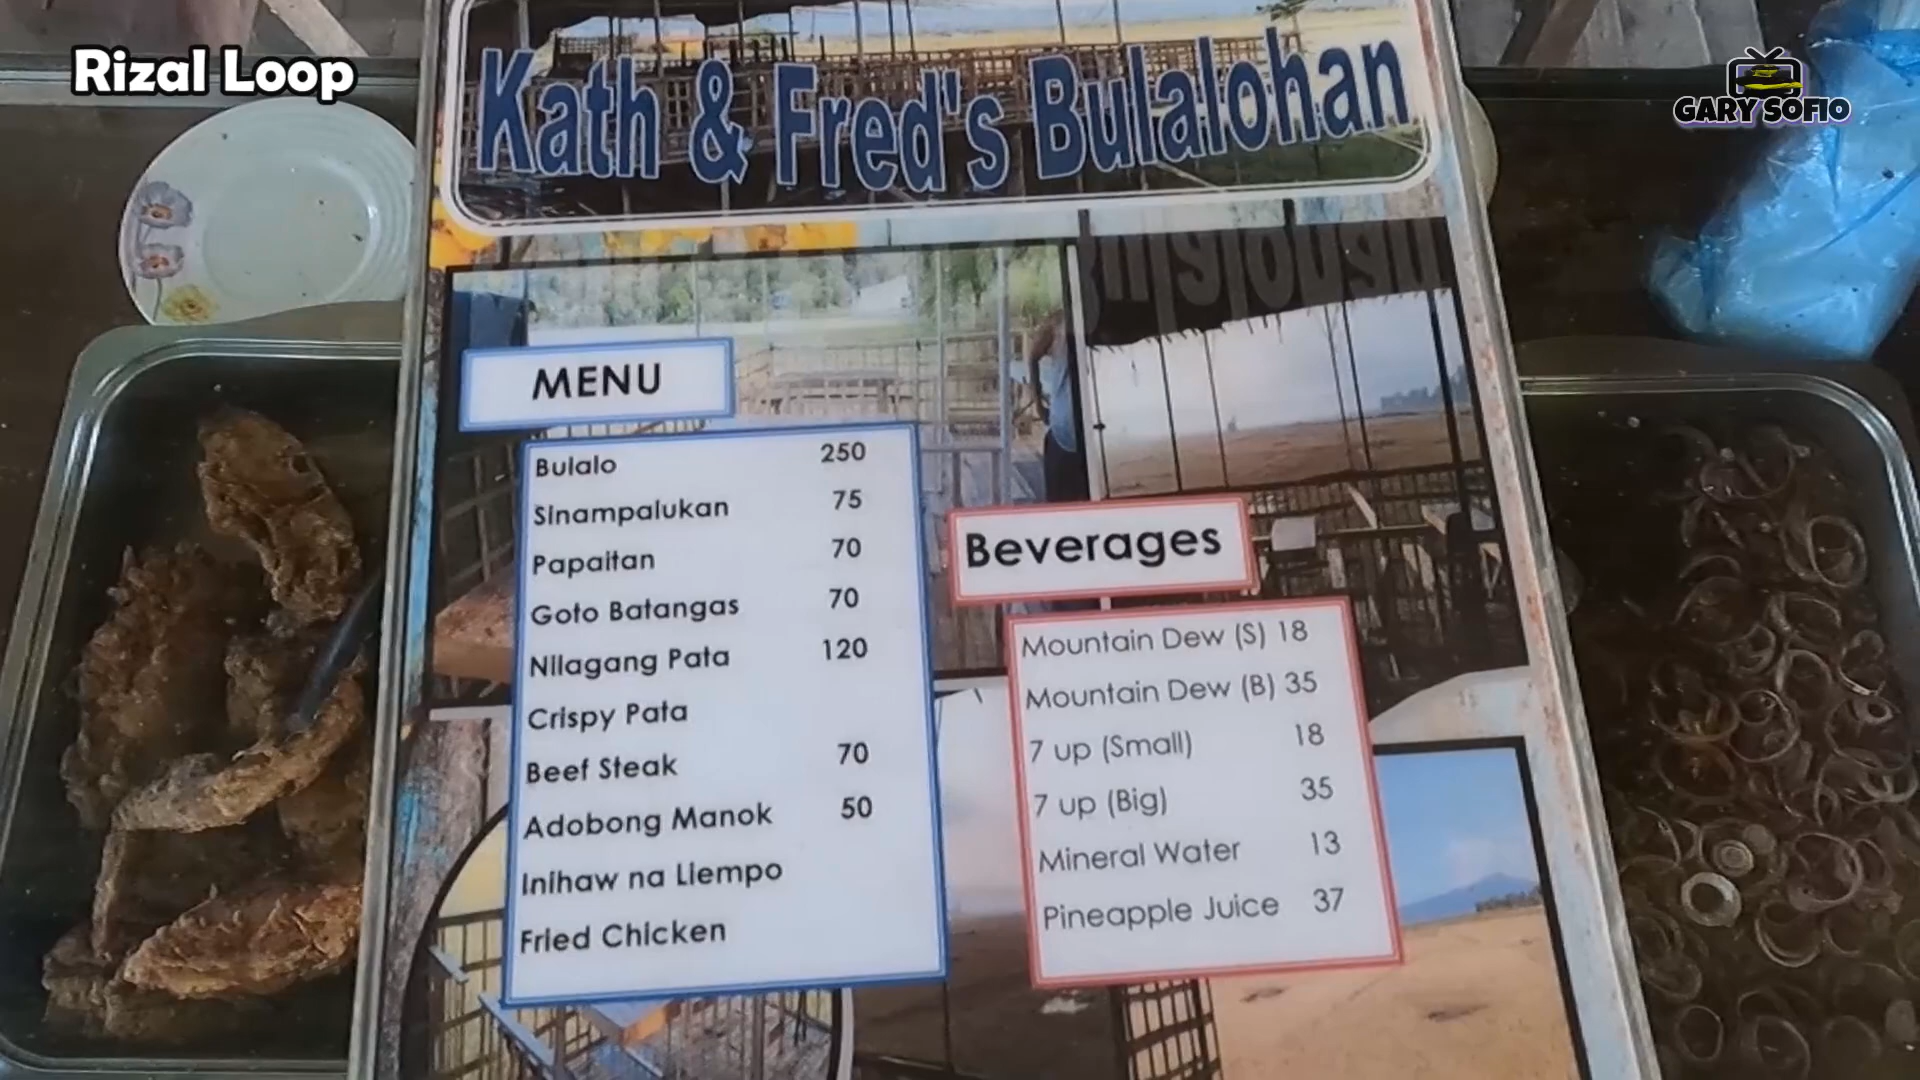 Rizal Loop
GARY SOFIO
Kath & Fred's Bulalohan
MENU
Bulalo 250
Sinampalukan 75
Papaitan 70
Goto Batangas 70
Nilagang Pata 120
Crispy Pata
Beef Steak 70
Adobong Manok 50
Inihaw na Liempo
Fried Chicken
Beverages
Mountain Dew (S) 18
Mountain Dew (B) 35
7 up (Small) 18
7 up (Big) 35
Mineral Water 13
Pineapple Juice 37